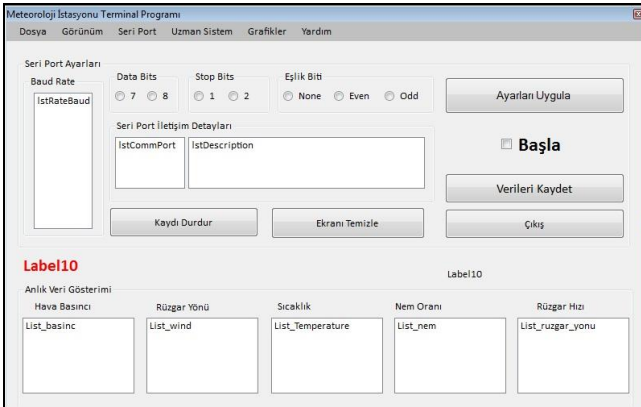 Meteoroloji İstasyonu Terminal Programı
Dosya Görünüm Seri Port Uzman Sistem Grafikler Yardım
Seri Port Ayarları
Baud Rate
lstRateBaud
Data Bits
7 8
Stop Bits
1 2
Eşlik Biti
None Even Odd
Seri Port İletişim Detayları
lstCommPort lstDescription
Ayarları Uygula
Başla
Verileri Kaydet
Kaydı Durdur Ekranı Temizle Çıkış
Label10
Label10
Anlık Veri Gösterimi
Hava Basıncı Rüzgar Yönü Sıcaklık Nem Oranı Rüzgar Hızı
List_basinc List_wind List_Temperature List_nem List_ruzgar_yonu